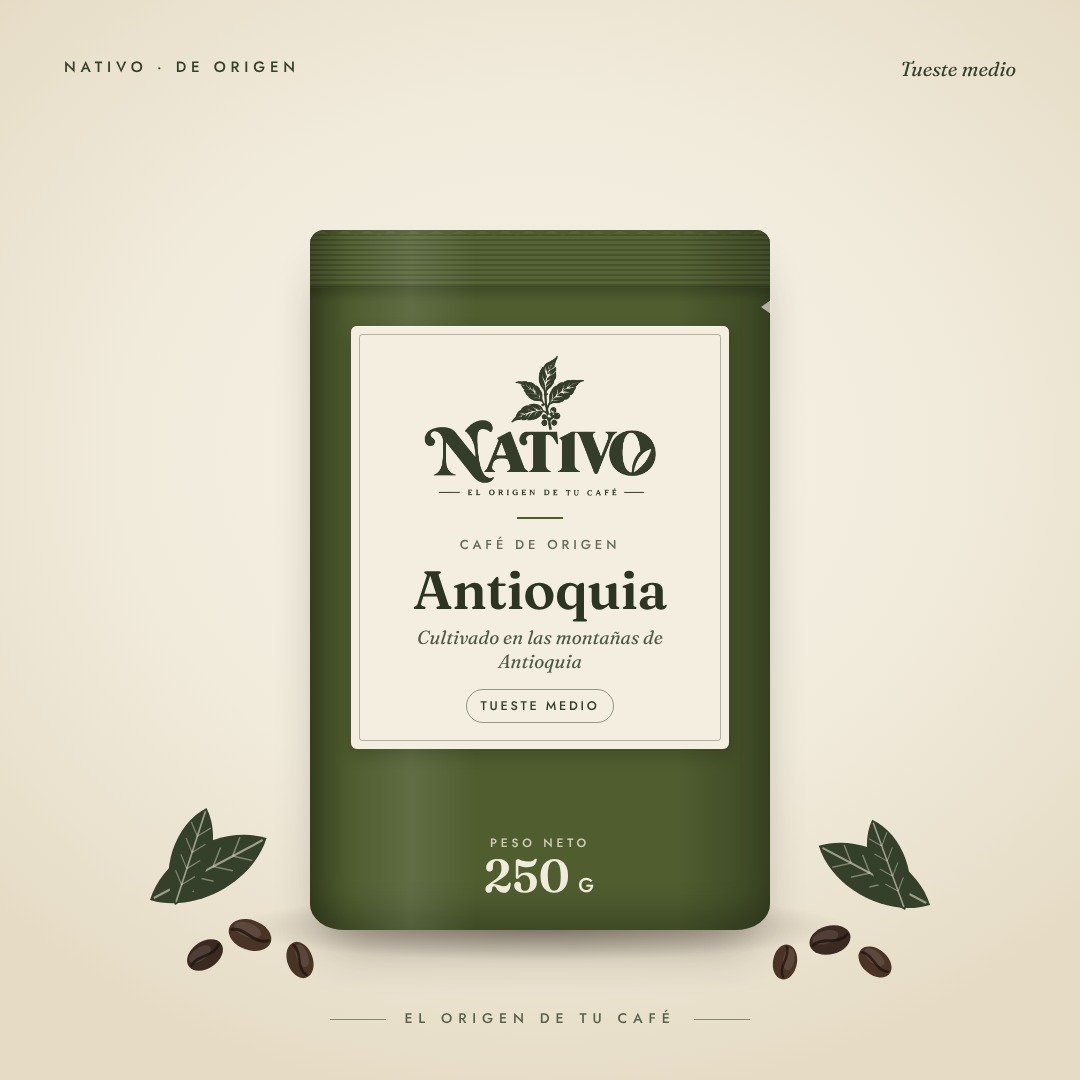 NATIVO · DE ORIGEN
Tueste medio
NATIVO
EL ORIGEN DE TU CAFÉ
CAFÉ DE ORIGEN
Antioquia
Cultivado en las montañas de
Antioquia
TUESTE MEDIO
PESO NETO
250 G
EL ORIGEN DE TU CAFÉ